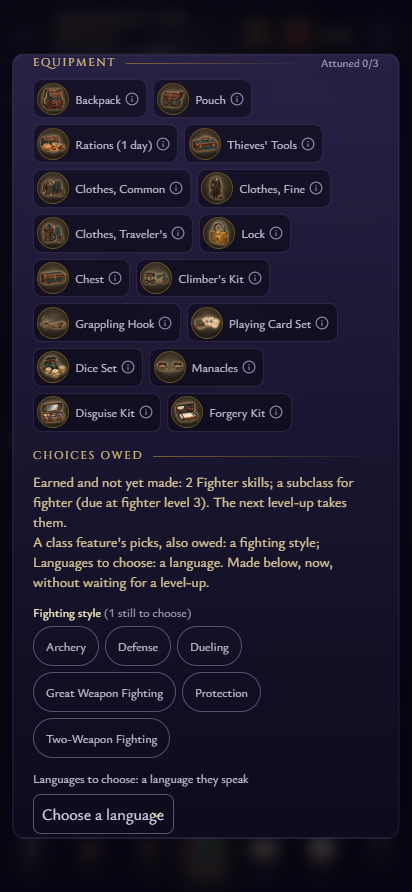 EQUIPMENT Attuned 0/3
Backpack Pouch
Rations (1 day) Thieves' Tools
Clothes, Common Clothes, Fine
Clothes, Traveler's Lock
Chest Climber's Kit
Grappling Hook Playing Card Set
Dice Set Manacles
Disguise Kit Forgery Kit
CHOICES OWED
Earned and not yet made: 2 Fighter skills; a subclass for
fighter (due at fighter level 3). The next level-up takes
them.
A class feature's picks, also owed: a fighting style;
Languages to choose: a language. Made below, now,
without waiting for a level-up.
Fighting style (1 still to choose)
Archery Defense Dueling
Great Weapon Fighting Protection
Two-Weapon Fighting
Languages to choose: a language they speak
Choose a language